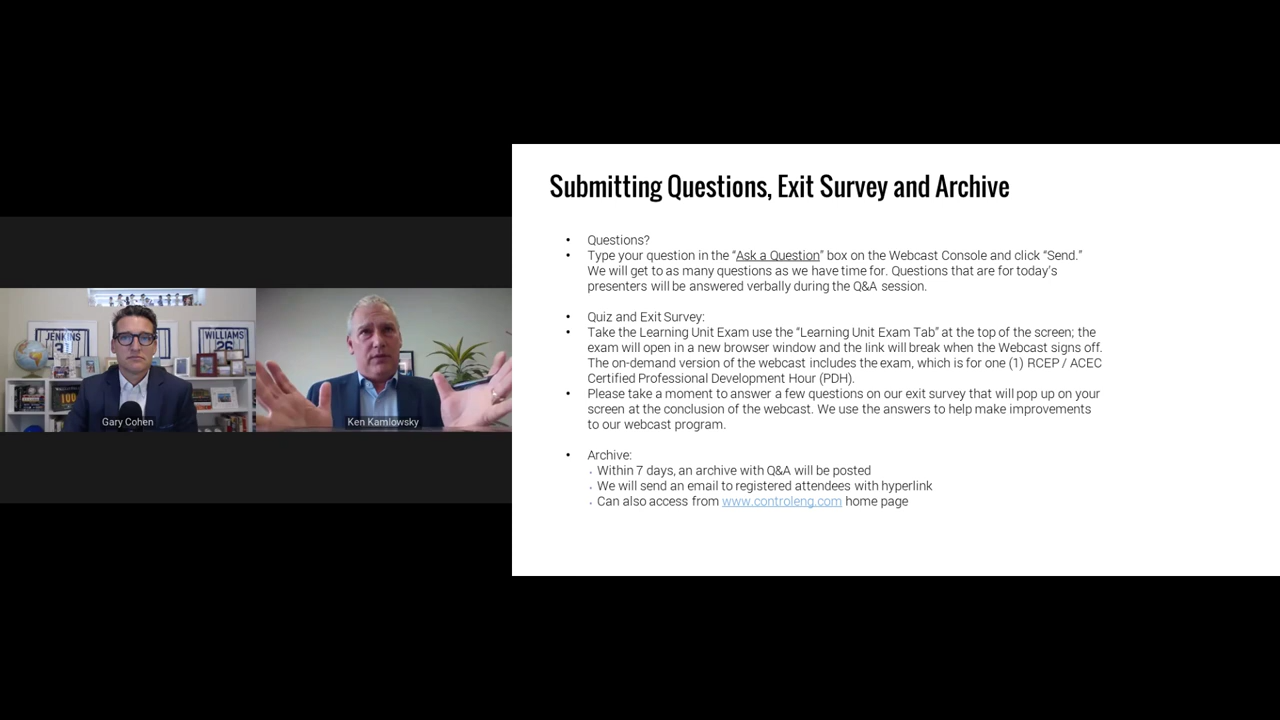 JENKINS
31
WILLIAMS
26
100
Gary Cohen
Ken Kamlowsky
Submitting Questions, Exit Survey and Archive
• Questions?
• Type your question in the “Ask a Question” box on the Webcast Console and click “Send.”
We will get to as many questions as we have time for. Questions that are for today’s
presenters will be answered verbally during the Q&A session.
• Quiz and Exit Survey:
• Take the Learning Unit Exam use the “Learning Unit Exam Tab” at the top of the screen; the
exam will open in a new browser window and the link will break when the Webcast signs off.
The on-demand version of the webcast includes the exam, which is for one (1) RCEP / ACEC
Certified Professional Development Hour (PDH).
• Please take a moment to answer a few questions on our exit survey that will pop up on your
screen at the conclusion of the webcast. We use the answers to help make improvements
to our webcast program.
• Archive:
• Within 7 days, an archive with Q&A will be posted
• We will send an email to registered attendees with hyperlink
• Can also access from www.controleng.com home page